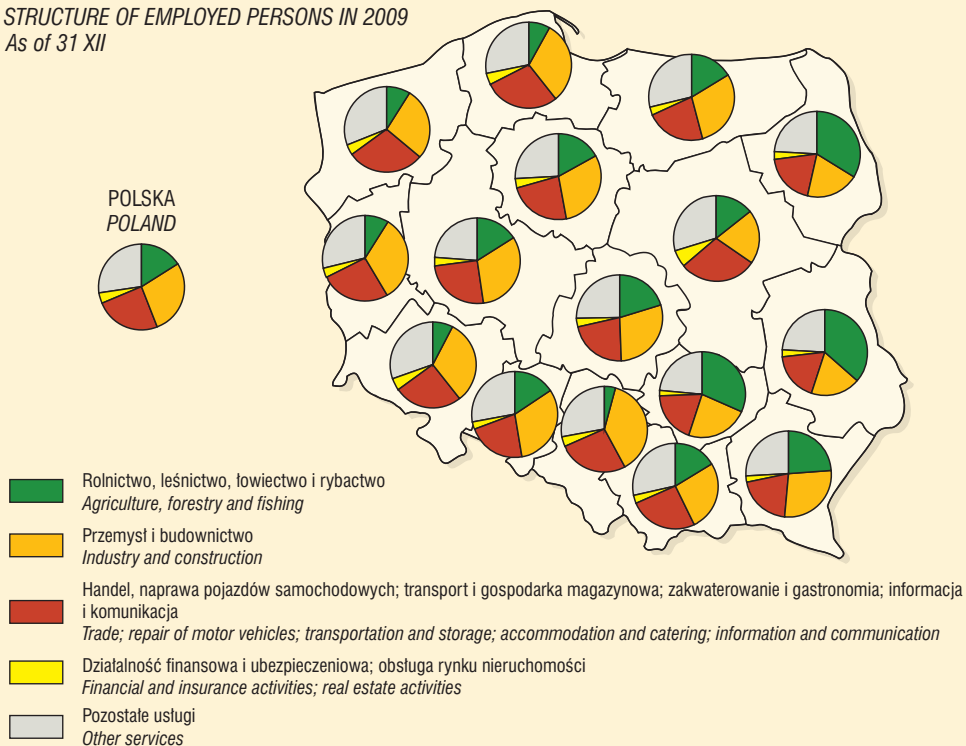 STRUCTURE OF EMPLOYED PERSONS IN 2009
As of 31 XII
POLSKA
POLAND
Rolnictwo, leśnictwo, łowiectwo i rybactwo
Agriculture, forestry and fishing
Przemysł i budownictwo
Industry and construction
Handel, naprawa pojazdów samochodowych; transport i gospodarka magazynowa; zakwaterowanie i gastronomia; informacja
i komunikacja
Trade; repair of motor vehicles; transportation and storage; accommodation and catering; information and communication
Działalność finansowa i ubezpieczeniowa; obsługa rynku nieruchomości
Financial and insurance activities; real estate activities
Pozostałe usługi
Other services